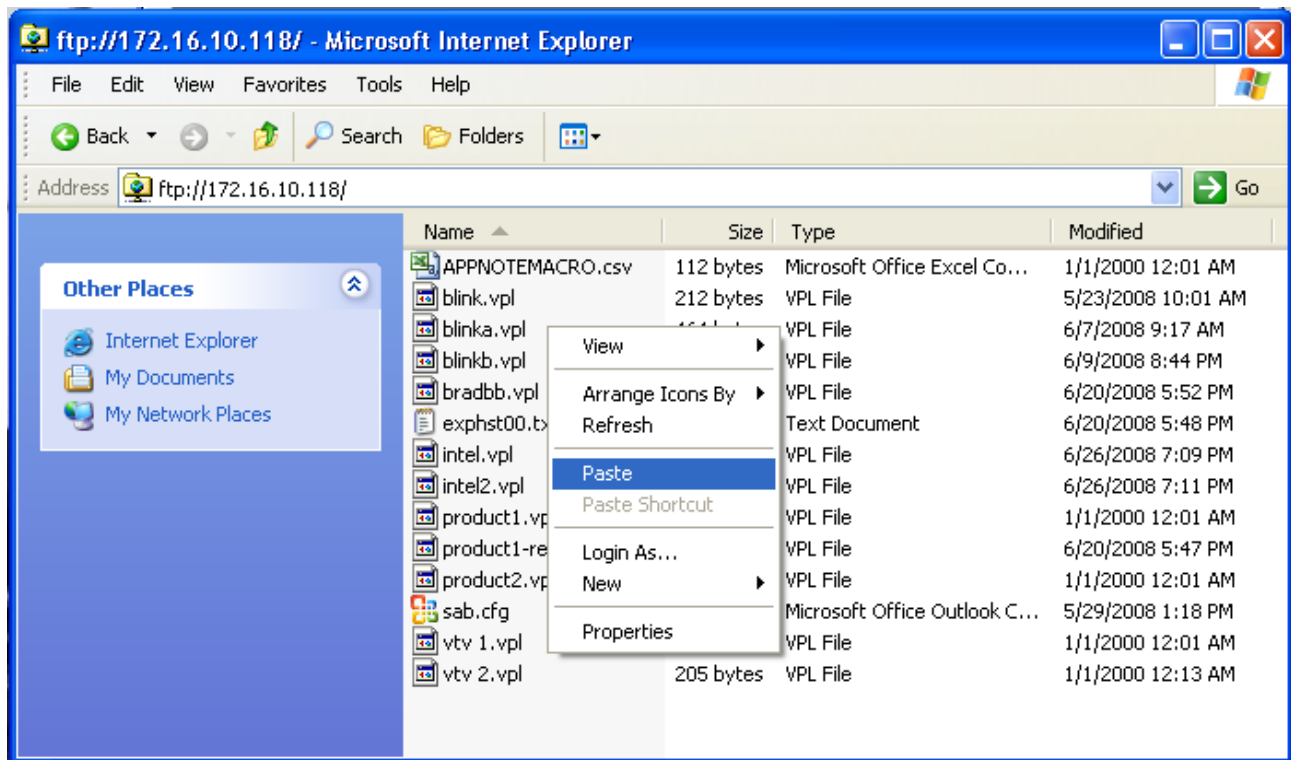 ftp://172.16.10.118/ - Microsoft Internet Explorer
File Edit View Favorites Tools Help
Back Search Folders
Address ftp://172.16.10.118/ Go
Name Size Type Modified
Other Places
Internet Explorer
My Documents
My Network Places
APPNOTEMACRO.csv 112 bytes Microsoft Office Excel Co... 1/1/2000 12:01 AM
blink.vpl 212 bytes VPL File 5/23/2008 10:01 AM
blinka.vpl VPL File 6/7/2008 9:17 AM
blinkb.vpl VPL File 6/9/2008 8:44 PM
bradbb.vpl VPL File 6/20/2008 5:52 PM
exphst00.tx Text Document 6/20/2008 5:48 PM
intel.vpl VPL File 6/26/2008 7:09 PM
intel2.vpl VPL File 6/26/2008 7:11 PM
product1.vp VPL File 1/1/2000 12:01 AM
product1-re VPL File 6/20/2008 5:47 PM
product2.vp VPL File 1/1/2000 12:01 AM
sab.cfg Microsoft Office Outlook C... 5/29/2008 1:18 PM
vtv 1.vpl VPL File 1/1/2000 12:01 AM
vtv 2.vpl 205 bytes VPL File 1/1/2000 12:13 AM
View
Arrange Icons By
Refresh
Paste
Paste Shortcut
Login As...
New
Properties